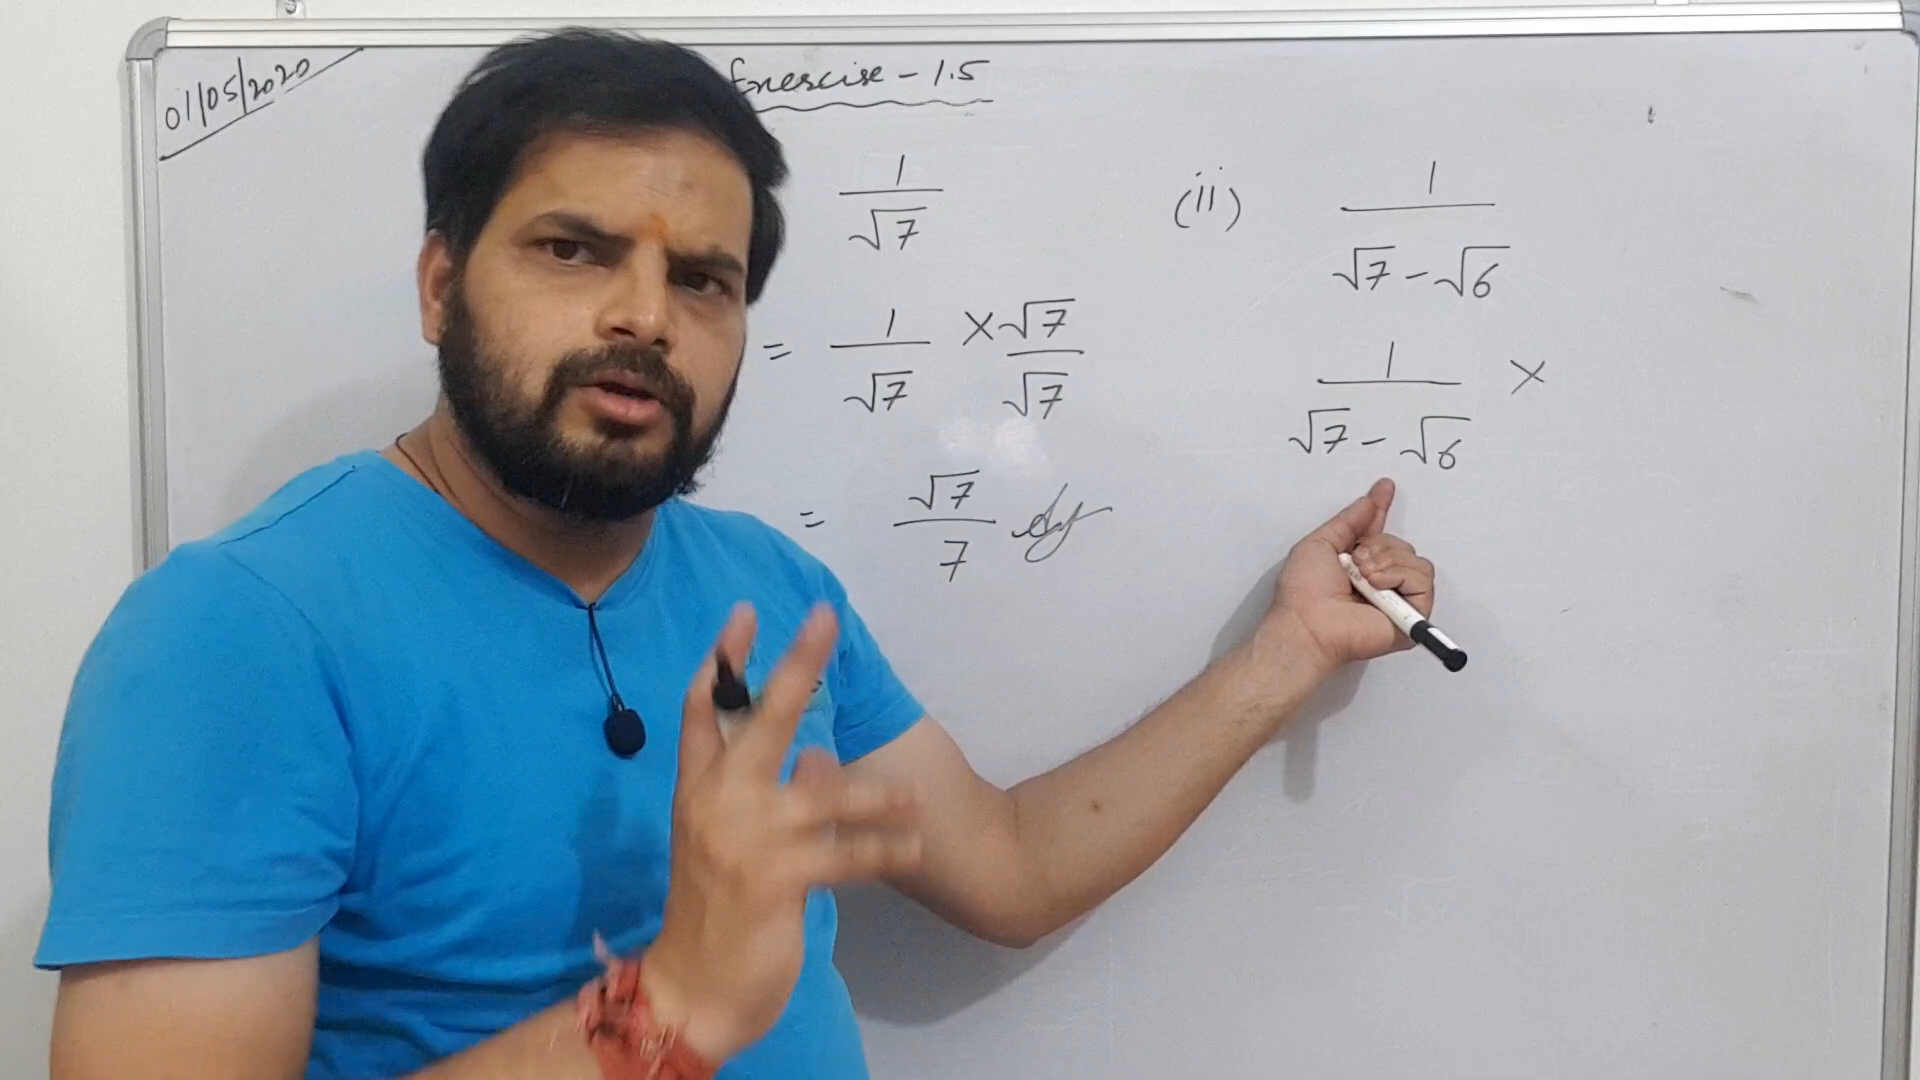 01/05/2020
Exercise - 1.5
1/√7
= 1/√7 × √7/√7
= √7/7
(ii) 1/(√7 - √6)
1/(√7 - √6) ×